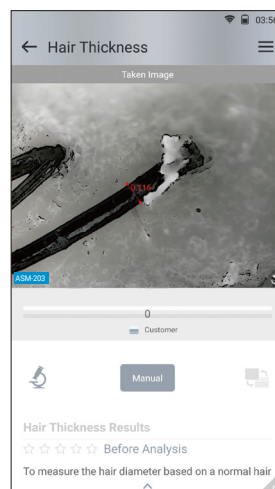 03:56
Hair Thickness
Taken Image
0.116
ASM-203
0
Customer
Manual
Hair Thickness Results
Before Analysis
To measure the hair diameter based on a normal hair